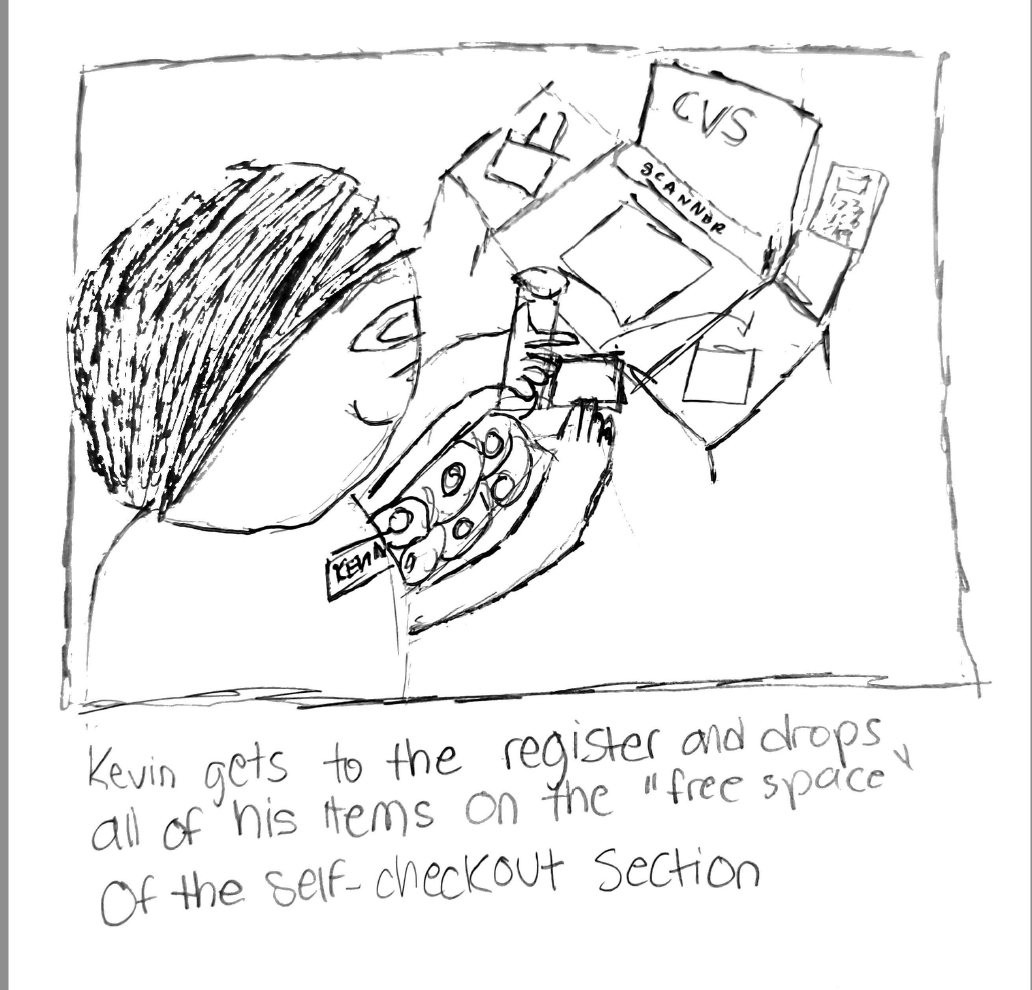 CVS
SCANNDR
KEVIN
Kevin gets to the register and drops
all of his items on the "free space"
Of the self-checkout section